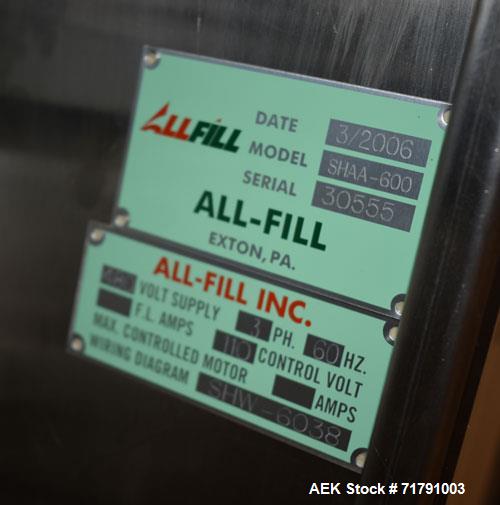 ALLFILL
DATE 3/2006
MODEL SHAA-600
SERIAL 30555
ALL-FILL
EXTON, PA.
ALL-FILL INC.
VOLT SUPPLY 3 PH. 60 HZ.
F.L. AMPS 110 CONTROL VOLT
MAX. CONTROLLED MOTOR AMPS
WIRING DIAGRAM SHW-6038
AEK Stock # 71791003